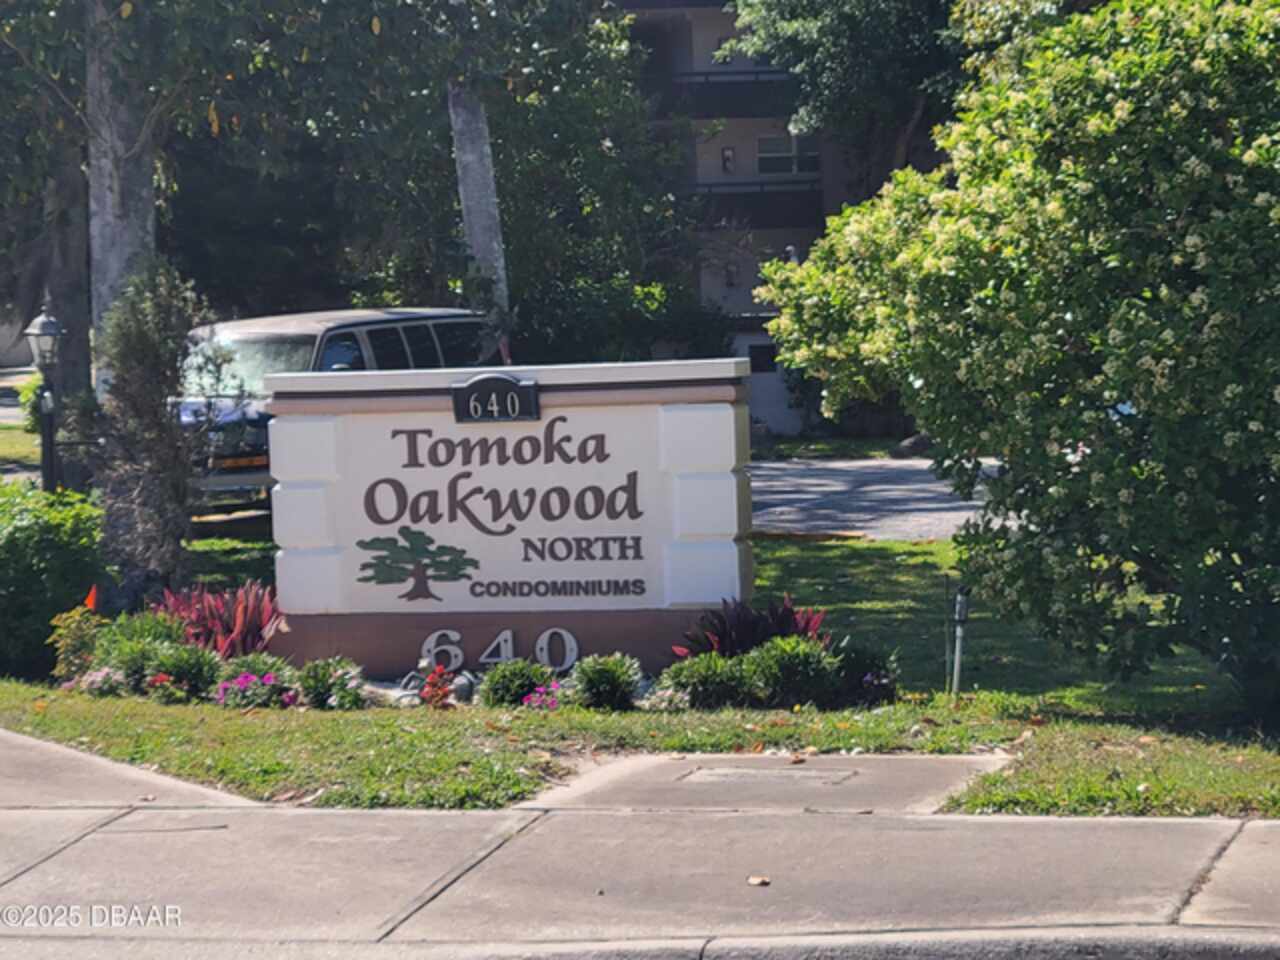 640
Tomoka
Oakwood
NORTH
CONDOMINIUMS
640
©2025 DBAAR